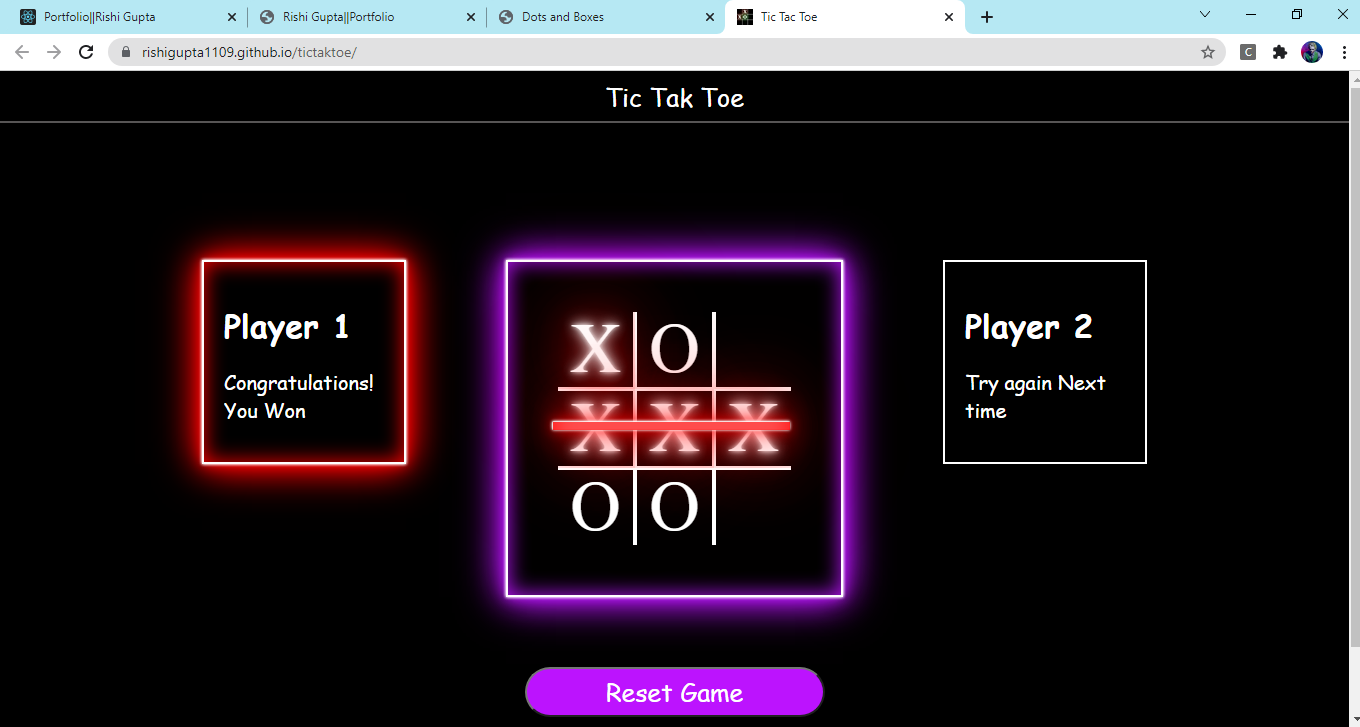 Portfolio||Rishi Gupta
Rishi Gupta||Portfolio
Dots and Boxes
Tic Tac Toe
rishigupta1109.github.io/tictaktoe/
C
Tic Tak Toe
Player 1
Congratulations!
You Won
X O
X X X
O O
Player 2
Try again Next
time
Reset Game